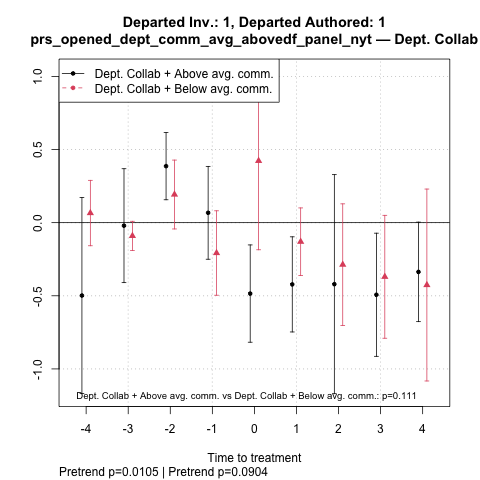 Departed Inv.: 1, Departed Authored: 1
prs_opened_dept_comm_avg_abovedf_panel_nyt — Dept. Collab
Dept. Collab + Above avg. comm.
Dept. Collab + Below avg. comm.
1.0
0.5
0.0
-0.5
-1.0
Dept. Collab + Above avg. comm. vs Dept. Collab + Below avg. comm.: p=0.111
-4 -3 -2 -1 0 1 2 3 4
Time to treatment
Pretrend p=0.0105 | Pretrend p=0.0904